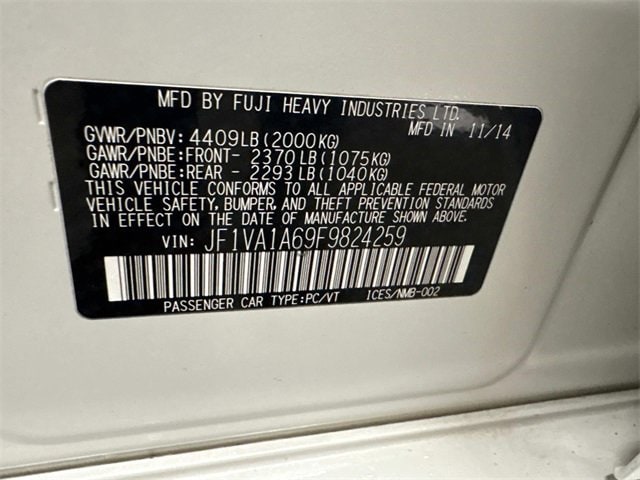 MFD BY FUJI HEAVY INDUSTRIES LTD.
MFD IN 11/14
GVWR/PNBV: 4409LB(2000KG)
GAWR/PNBE:FRONT- 2370LB(1075KG)
GAWR/PNBE:REAR - 2293LB(1040KG)
THIS VEHICLE CONFORMS TO ALL APPLICABLE FEDERAL MOTOR
VEHICLE SAFETY, BUMPER, AND THEFT PREVENTION STANDARDS
IN EFFECT ON THE DATE OF MANUFACTURE SHOWN ABOVE.
VIN: JF1VA1A69F9824259
PASSENGER CAR TYPE:PC/VT ICES/NMB-002